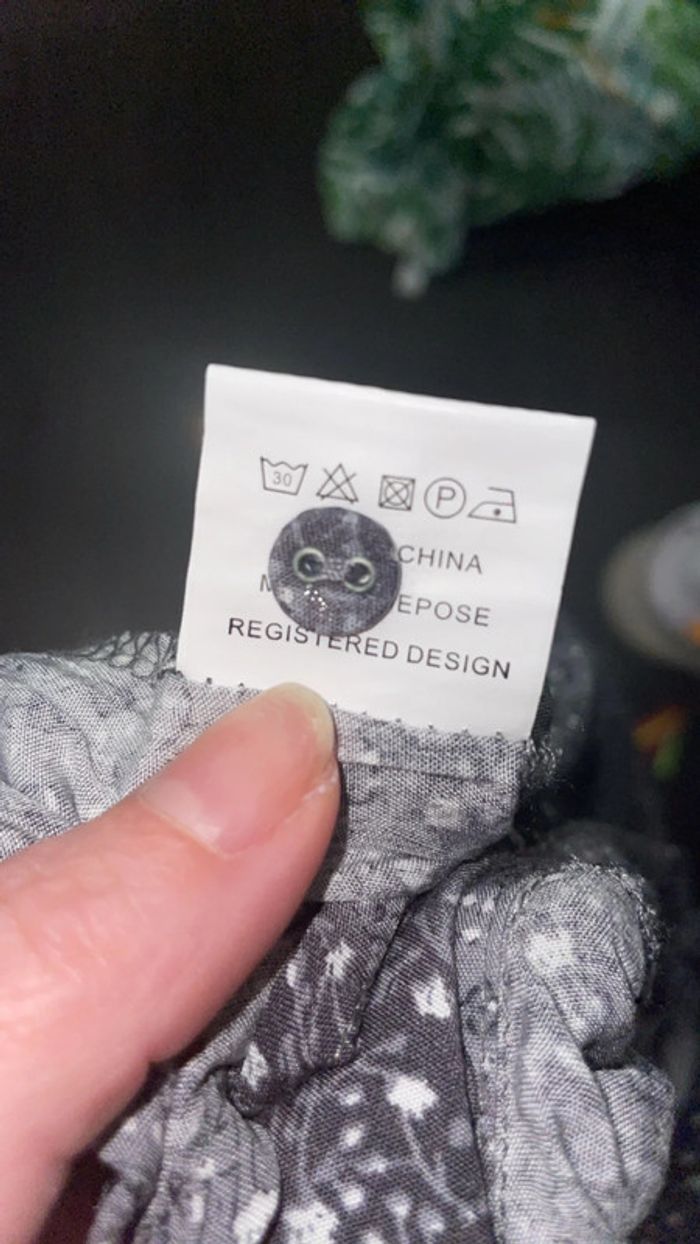 30 P
CHINA
M EPOSE
REGISTERED DESIGN